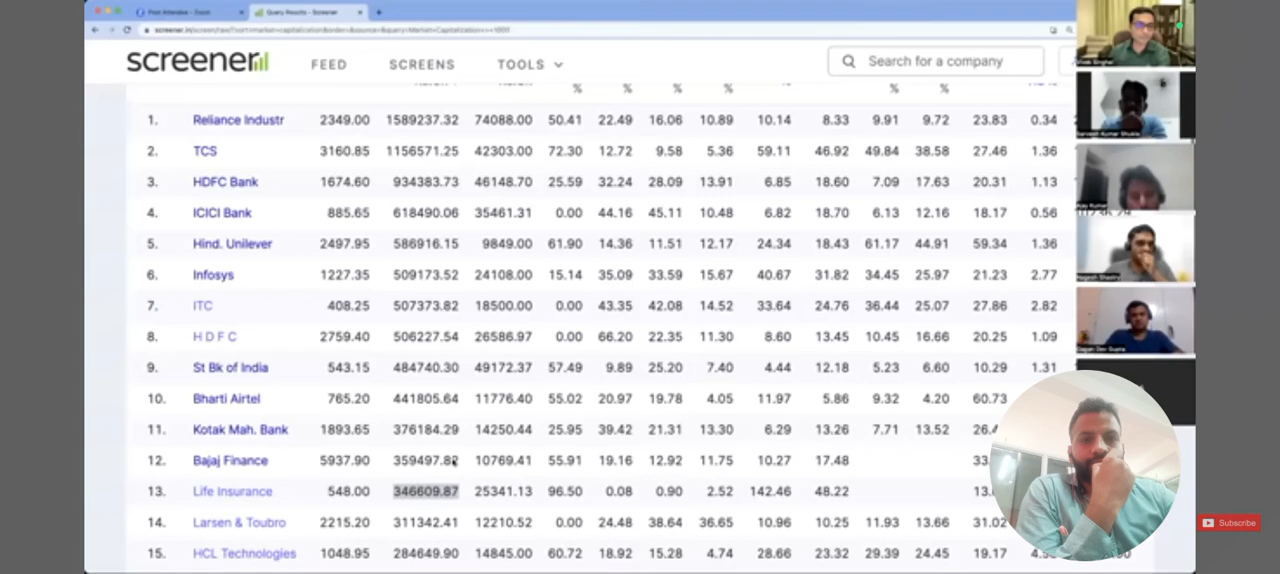 Post Attendee - Zoom
Query Results - Screener
screener
FEED
SCREENS
TOOLS
Search for a company
% % % % % %
1. Reliance Industr 2349.00 1589237.32 74088.00 50.41 22.49 16.06 10.89 10.14 8.33 9.91 9.72 23.83 0.34
2. TCS 3160.85 1156571.25 42303.00 72.30 12.72 9.58 5.36 59.11 46.92 49.84 38.58 27.46 1.36
3. HDFC Bank 1674.60 934383.73 46148.70 25.59 32.24 28.09 13.91 6.85 18.60 7.09 17.63 20.31 1.13
4. ICICI Bank 885.65 618490.06 35461.31 0.00 44.16 45.11 10.48 6.82 18.70 6.13 12.16 18.17 0.56
5. Hind. Unilever 2497.95 586916.15 9849.00 61.90 14.36 11.51 12.17 24.34 18.43 61.17 44.91 59.34 1.36
6. Infosys 1227.35 509173.52 24108.00 15.14 35.09 33.59 15.67 40.67 31.82 34.45 25.97 21.23 2.77
7. ITC 408.25 507373.82 18500.00 0.00 43.35 42.08 14.52 33.64 24.76 36.44 25.07 27.86 2.82
8. H D F C 2759.40 506227.54 26586.97 0.00 66.20 22.35 11.30 8.60 13.45 10.45 16.66 20.25 1.09
9. St Bk of India 543.15 484740.30 49172.37 57.49 9.89 25.20 7.40 4.44 12.18 5.23 6.60 10.29 1.31
10. Bharti Airtel 765.20 441805.64 11776.40 55.02 20.97 19.78 4.05 11.97 5.86 9.32 4.20 60.73
11. Kotak Mah. Bank 1893.65 376184.29 14250.44 25.95 39.42 21.31 13.30 6.29 13.26 7.71 13.52
12. Bajaj Finance 5937.90 359497.82 10769.41 55.91 19.16 12.92 11.75 10.27 17.48
13. Life Insurance 548.00 346609.87 25341.13 96.50 0.08 0.90 2.52 142.46 48.22
14. Larsen & Toubro 2215.20 311342.41 12210.52 0.00 24.48 38.64 36.65 10.96 10.25 11.93 13.66 31.02
15. HCL Technologies 1048.95 284649.90 14845.00 60.72 18.92 15.28 4.74 28.66 23.32 29.39 24.45 19.17
Subscribe